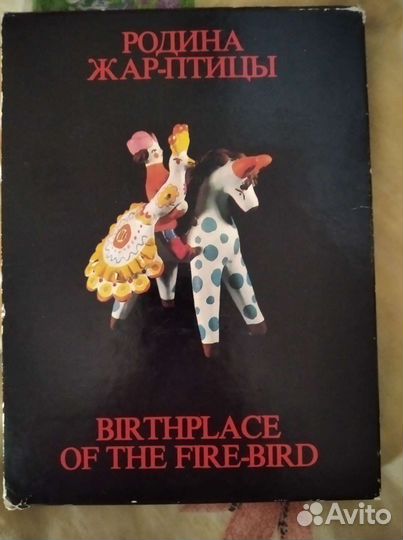 РОДИНА
ЖАР-ПТИЦЫ
BIRTHPLACE
OF THE FIRE-BIRD
Avito